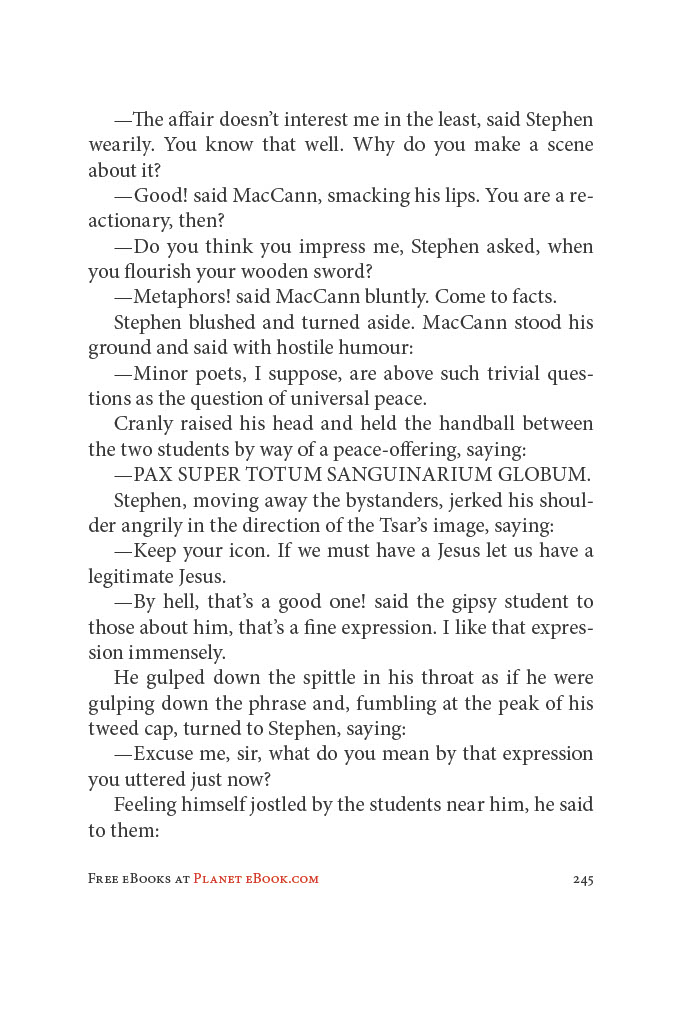 —The affair doesn’t interest me in the least, said Stephen
wearily. You know that well. Why do you make a scene
about it?
—Good! said MacCann, smacking his lips. You are a re-
actionary, then?
—Do you think you impress me, Stephen asked, when
you flourish your wooden sword?
—Metaphors! said MacCann bluntly. Come to facts.
Stephen blushed and turned aside. MacCann stood his
ground and said with hostile humour:
—Minor poets, I suppose, are above such trivial ques-
tions as the question of universal peace.
Cranly raised his head and held the handball between
the two students by way of a peace-offering, saying:
—PAX SUPER TOTUM SANGUINARIUM GLOBUM.
Stephen, moving away the bystanders, jerked his shoul-
der angrily in the direction of the Tsar’s image, saying:
—Keep your icon. If we must have a Jesus let us have a
legitimate Jesus.
—By hell, that’s a good one! said the gipsy student to
those about him, that’s a fine expression. I like that expres-
sion immensely.
He gulped down the spittle in his throat as if he were
gulping down the phrase and, fumbling at the peak of his
tweed cap, turned to Stephen, saying:
—Excuse me, sir, what do you mean by that expression
you uttered just now?
Feeling himself jostled by the students near him, he said
to them:
Free eBooks at Planet eBook.com 245